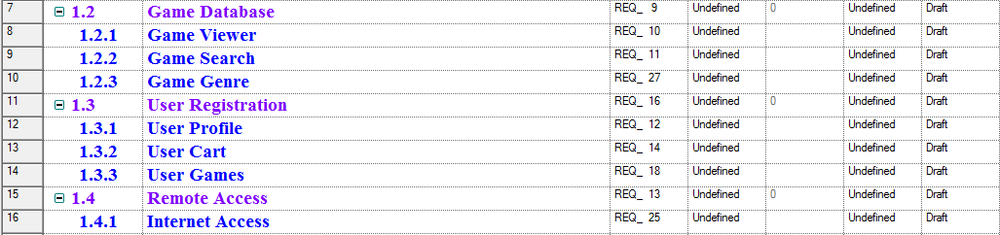 7 1.2 Game Database REQ_ 9 Undefined 0 Undefined Draft
8 1.2.1 Game Viewer REQ_ 10 Undefined Undefined Draft
9 1.2.2 Game Search REQ_ 11 Undefined Undefined Draft
10 1.2.3 Game Genre REQ_ 27 Undefined Undefined Draft
11 1.3 User Registration REQ_ 16 Undefined 0 Undefined Draft
12 1.3.1 User Profile REQ_ 12 Undefined Undefined Draft
13 1.3.2 User Cart REQ_ 14 Undefined Undefined Draft
14 1.3.3 User Games REQ_ 18 Undefined Undefined Draft
15 1.4 Remote Access REQ_ 13 Undefined 0 Undefined Draft
16 1.4.1 Internet Access REQ_ 25 Undefined Undefined Draft